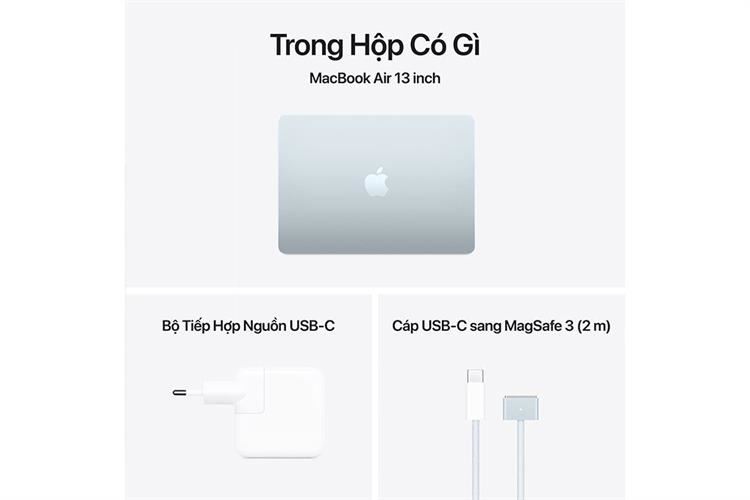 Trong Hộp Có Gì
MacBook Air 13 inch
Bộ Tiếp Hợp Nguồn USB-C
Cáp USB-C sang MagSafe 3 (2 m)